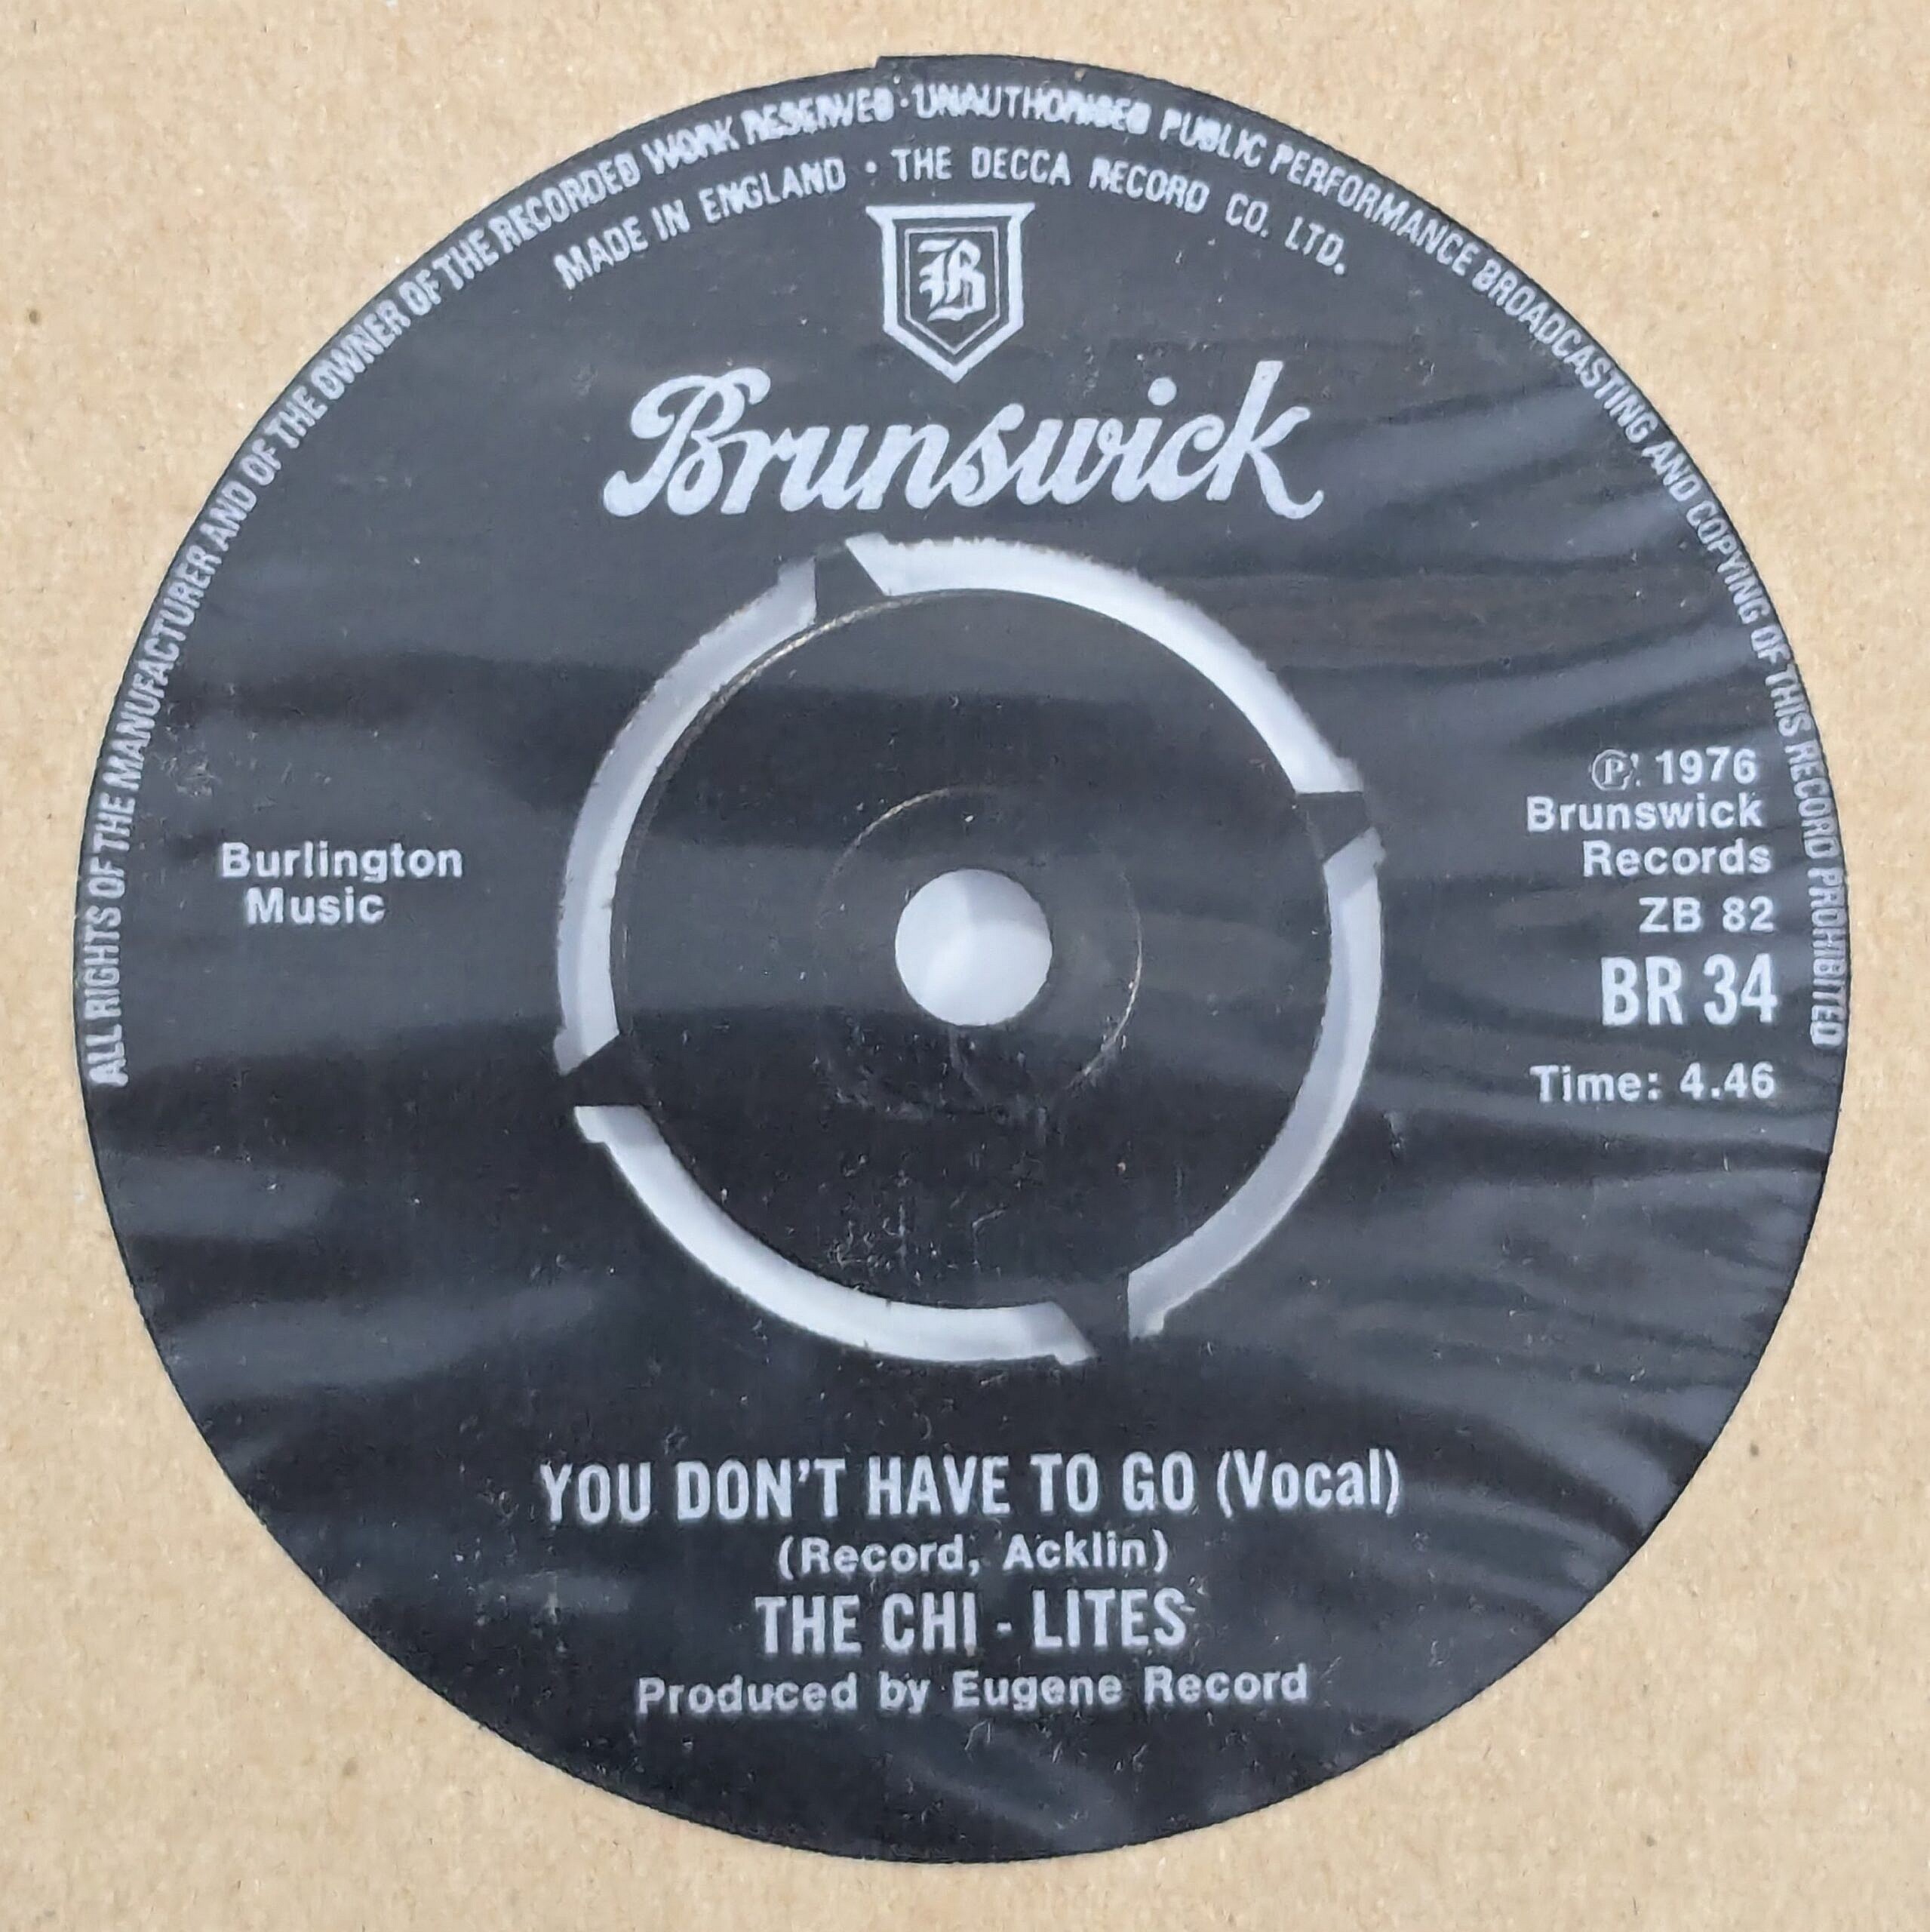 ALL RIGHTS OF THE MANUFACTURER AND OF THE OWNER OF THE RECORDED WORK RESERVED · UNAUTHORISED PUBLIC PERFORMANCE BROADCASTING AND COPYING OF THIS RECORD PROHIBITED
MADE IN ENGLAND · THE DECCA RECORD CO. LTD.
B
Brunswick
Burlington
Music
℗ 1976
Brunswick
Records
ZB 82
BR 34
Time: 4.46
YOU DON'T HAVE TO GO (Vocal)
(Record, Acklin)
THE CHI - LITES
Produced by Eugene Record